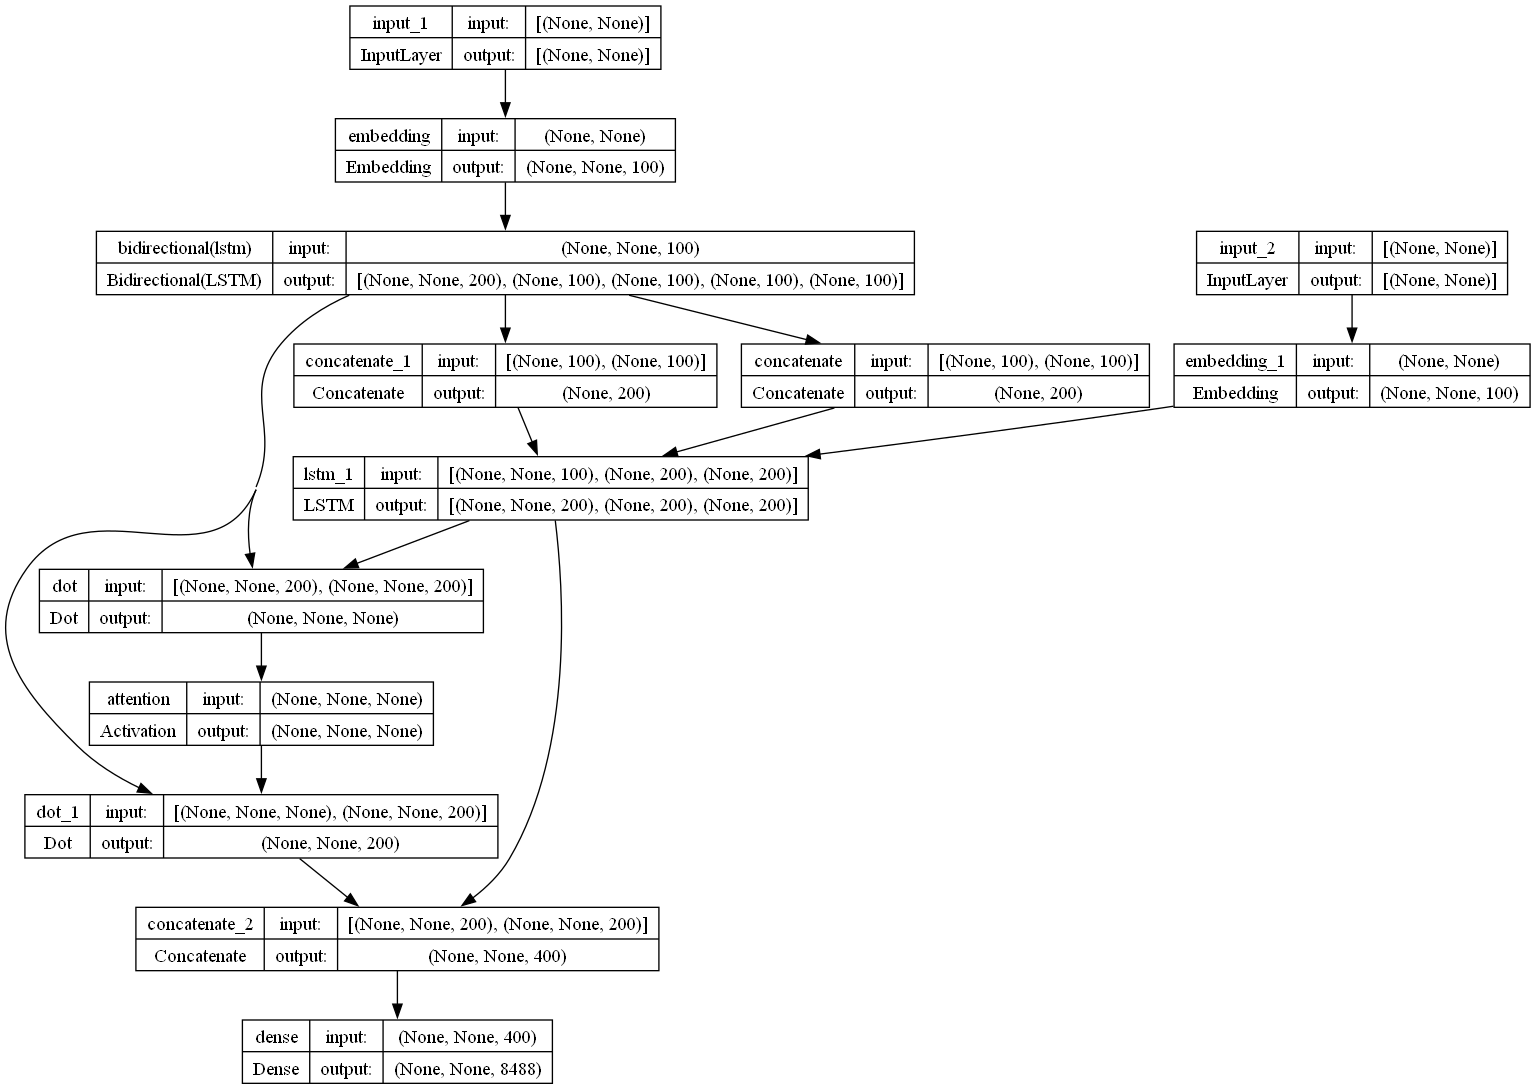 input_1 input: [(None, None)]
InputLayer output: [(None, None)]
embedding input: (None, None)
Embedding output: (None, None, 100)
bidirectional(lstm) input: (None, None, 100)
Bidirectional(LSTM) output: [(None, None, 200), (None, 100), (None, 100), (None, 100), (None, 100)]
input_2 input: [(None, None)]
InputLayer output: [(None, None)]
concatenate_1 input: [(None, 100), (None, 100)]
Concatenate output: (None, 200)
concatenate input: [(None, 100), (None, 100)]
Concatenate output: (None, 200)
embedding_1 input: (None, None)
Embedding output: (None, None, 100)
lstm_1 input: [(None, None, 100), (None, 200), (None, 200)]
LSTM output: [(None, None, 200), (None, 200), (None, 200)]
dot input: [(None, None, 200), (None, None, 200)]
Dot output: (None, None, None)
attention input: (None, None, None)
Activation output: (None, None, None)
dot_1 input: [(None, None, None), (None, None, 200)]
Dot output: (None, None, 200)
concatenate_2 input: [(None, None, 200), (None, None, 200)]
Concatenate output: (None, None, 400)
dense input: (None, None, 400)
Dense output: (None, None, 8488)